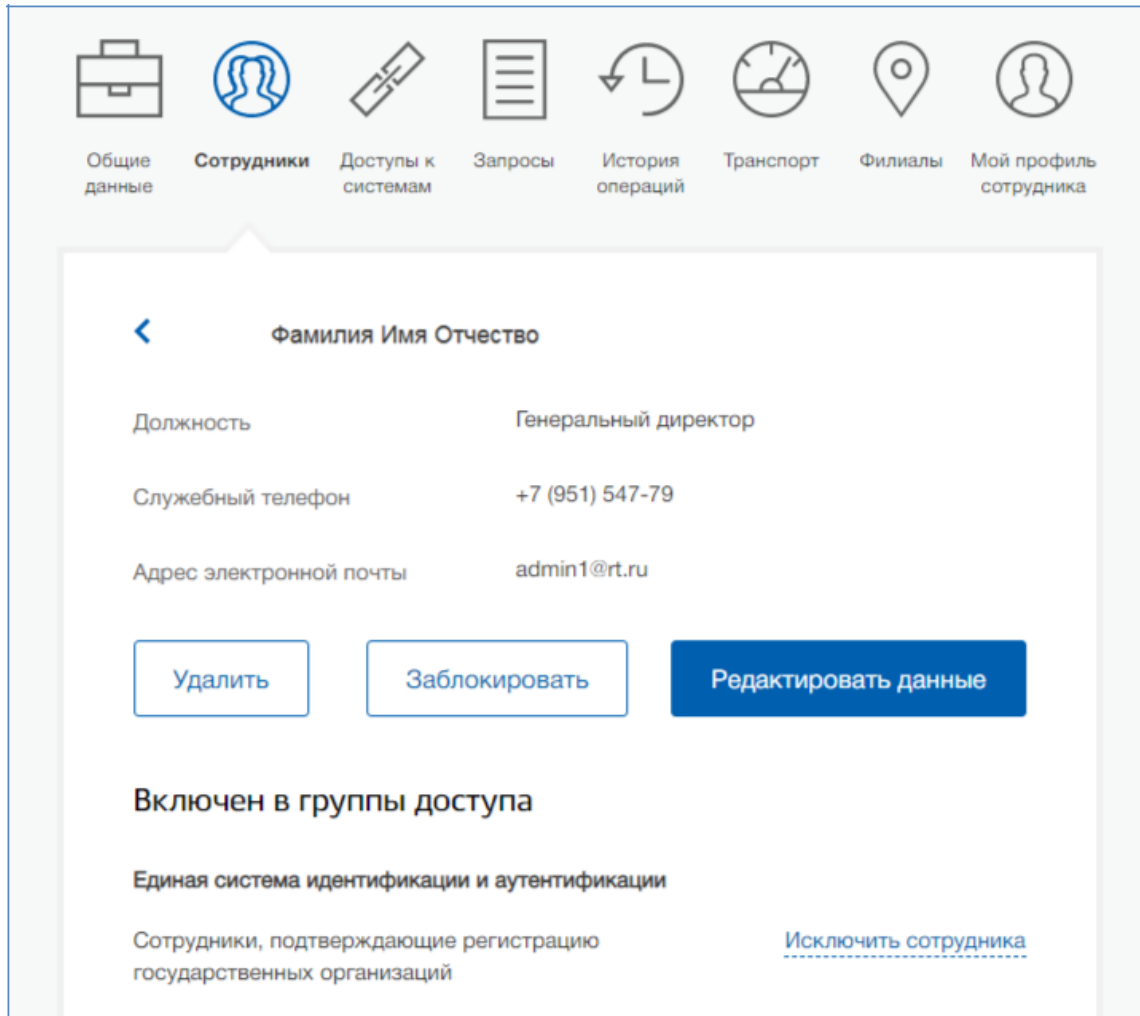 Общие данные
Сотрудники
Доступы к системам
Запросы
История операций
Транспорт
Филиалы
Мой профиль сотрудника
Фамилия Имя Отчество
Должность Генеральный директор
Служебный телефон +7 (951) 547-79
Адрес электронной почты admin1@rt.ru
Удалить Заблокировать Редактировать данные
Включен в группы доступа
Единая система идентификации и аутентификации
Сотрудники, подтверждающие регистрацию Исключить сотрудника
государственных организаций